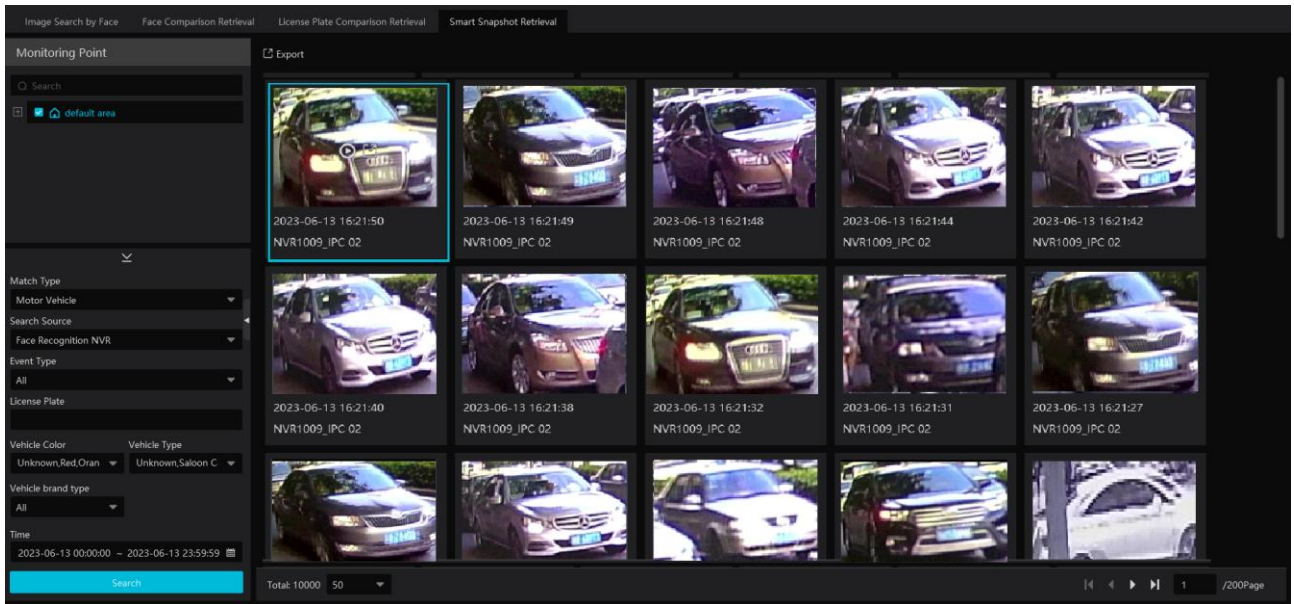 Image Search by Face Face Comparison Retrieval License Plate Comparison Retrieval Smart Snapshot Retrieval
Monitoring Point
Export
Search
default area
2023-06-13 16:21:50 2023-06-13 16:21:49 2023-06-13 16:21:48 2023-06-13 16:21:44 2023-06-13 16:21:42
NVR1009_IPC 02 NVR1009_IPC 02 NVR1009_IPC 02 NVR1009_IPC 02 NVR1009_IPC 02
Match Type
Motor Vehicle
Search Source
Face Recognition NVR
Event Type
All
License Plate
2023-06-13 16:21:40 2023-06-13 16:21:38 2023-06-13 16:21:32 2023-06-13 16:21:31 2023-06-13 16:21:27
NVR1009_IPC 02 NVR1009_IPC 02 NVR1009_IPC 02 NVR1009_IPC 02 NVR1009_IPC 02
Vehicle Color Vehicle Type
Unknown,Red,Oran Unknown,Saloon C
Vehicle brand type
All
Time
2023-06-13 00:00:00 ~ 2023-06-13 23:59:59
Search
Total: 10000 50 1 /200Page